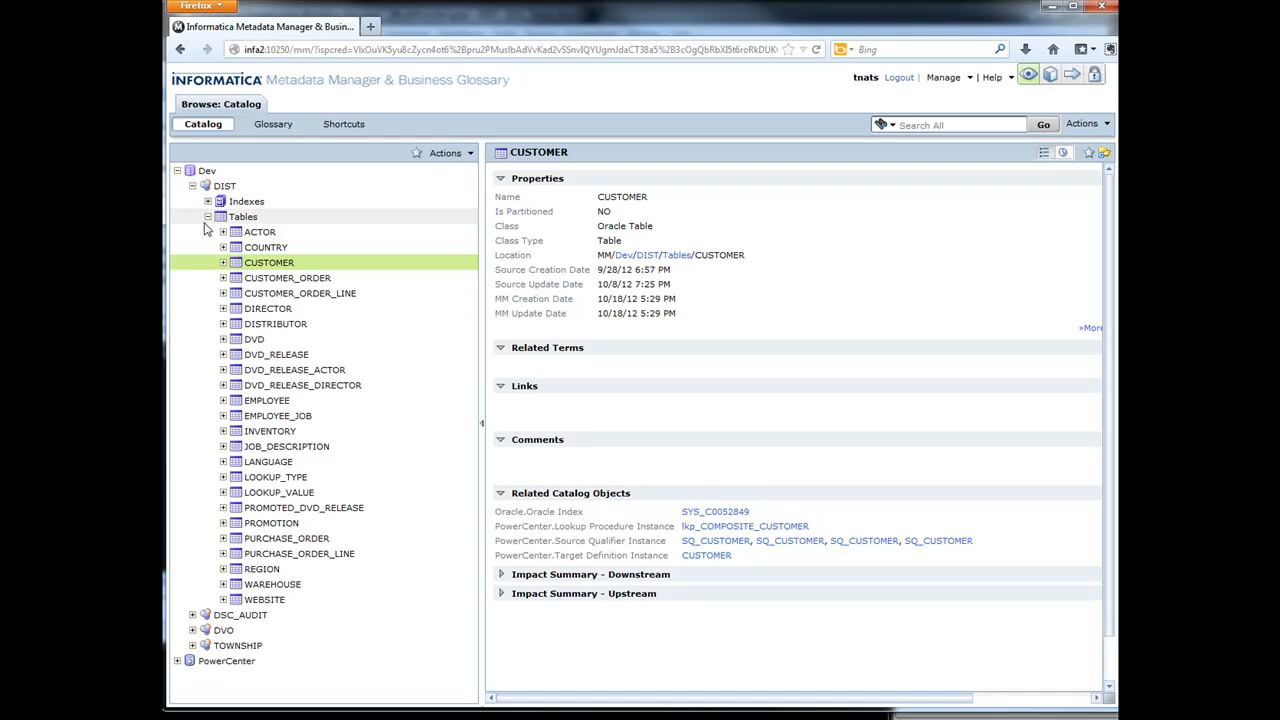 Firefox
Informatica Metadata Manager & Busin...
Bing
INFORMATICA Metadata Manager & Business Glossary
tnats Logout Manage Help
Browse: Catalog
Catalog Glossary Shortcuts
Search All Go Actions
Actions
CUSTOMER
Dev
DIST
Indexes
Tables
ACTOR
COUNTRY
CUSTOMER
CUSTOMER_ORDER
CUSTOMER_ORDER_LINE
DIRECTOR
DISTRIBUTOR
DVD
DVD_RELEASE
DVD_RELEASE_ACTOR
DVD_RELEASE_DIRECTOR
EMPLOYEE
EMPLOYEE_JOB
INVENTORY
JOB_DESCRIPTION
LANGUAGE
LOOKUP_TYPE
LOOKUP_VALUE
PROMOTED_DVD_RELEASE
PROMOTION
PURCHASE_ORDER
PURCHASE_ORDER_LINE
REGION
WAREHOUSE
WEBSITE
DSC_AUDIT
DVO
TOWNSHIP
PowerCenter
Properties
Name CUSTOMER
Is Partitioned NO
Class Oracle Table
Class Type Table
Location MM/Dev/DIST/Tables/CUSTOMER
Source Creation Date 9/28/12 6:57 PM
Source Update Date 10/8/12 7:25 PM
MM Creation Date 10/18/12 5:29 PM
MM Update Date 10/18/12 5:29 PM
»More
Related Terms
Links
Comments
Related Catalog Objects
Oracle.Oracle Index SYS_C0052849
PowerCenter.Lookup Procedure Instance lkp_COMPOSITE_CUSTOMER
PowerCenter.Source Qualifier Instance SQ_CUSTOMER, SQ_CUSTOMER, SQ_CUSTOMER, SQ_CUSTOMER
PowerCenter.Target Definition Instance CUSTOMER
Impact Summary - Downstream
Impact Summary - Upstream